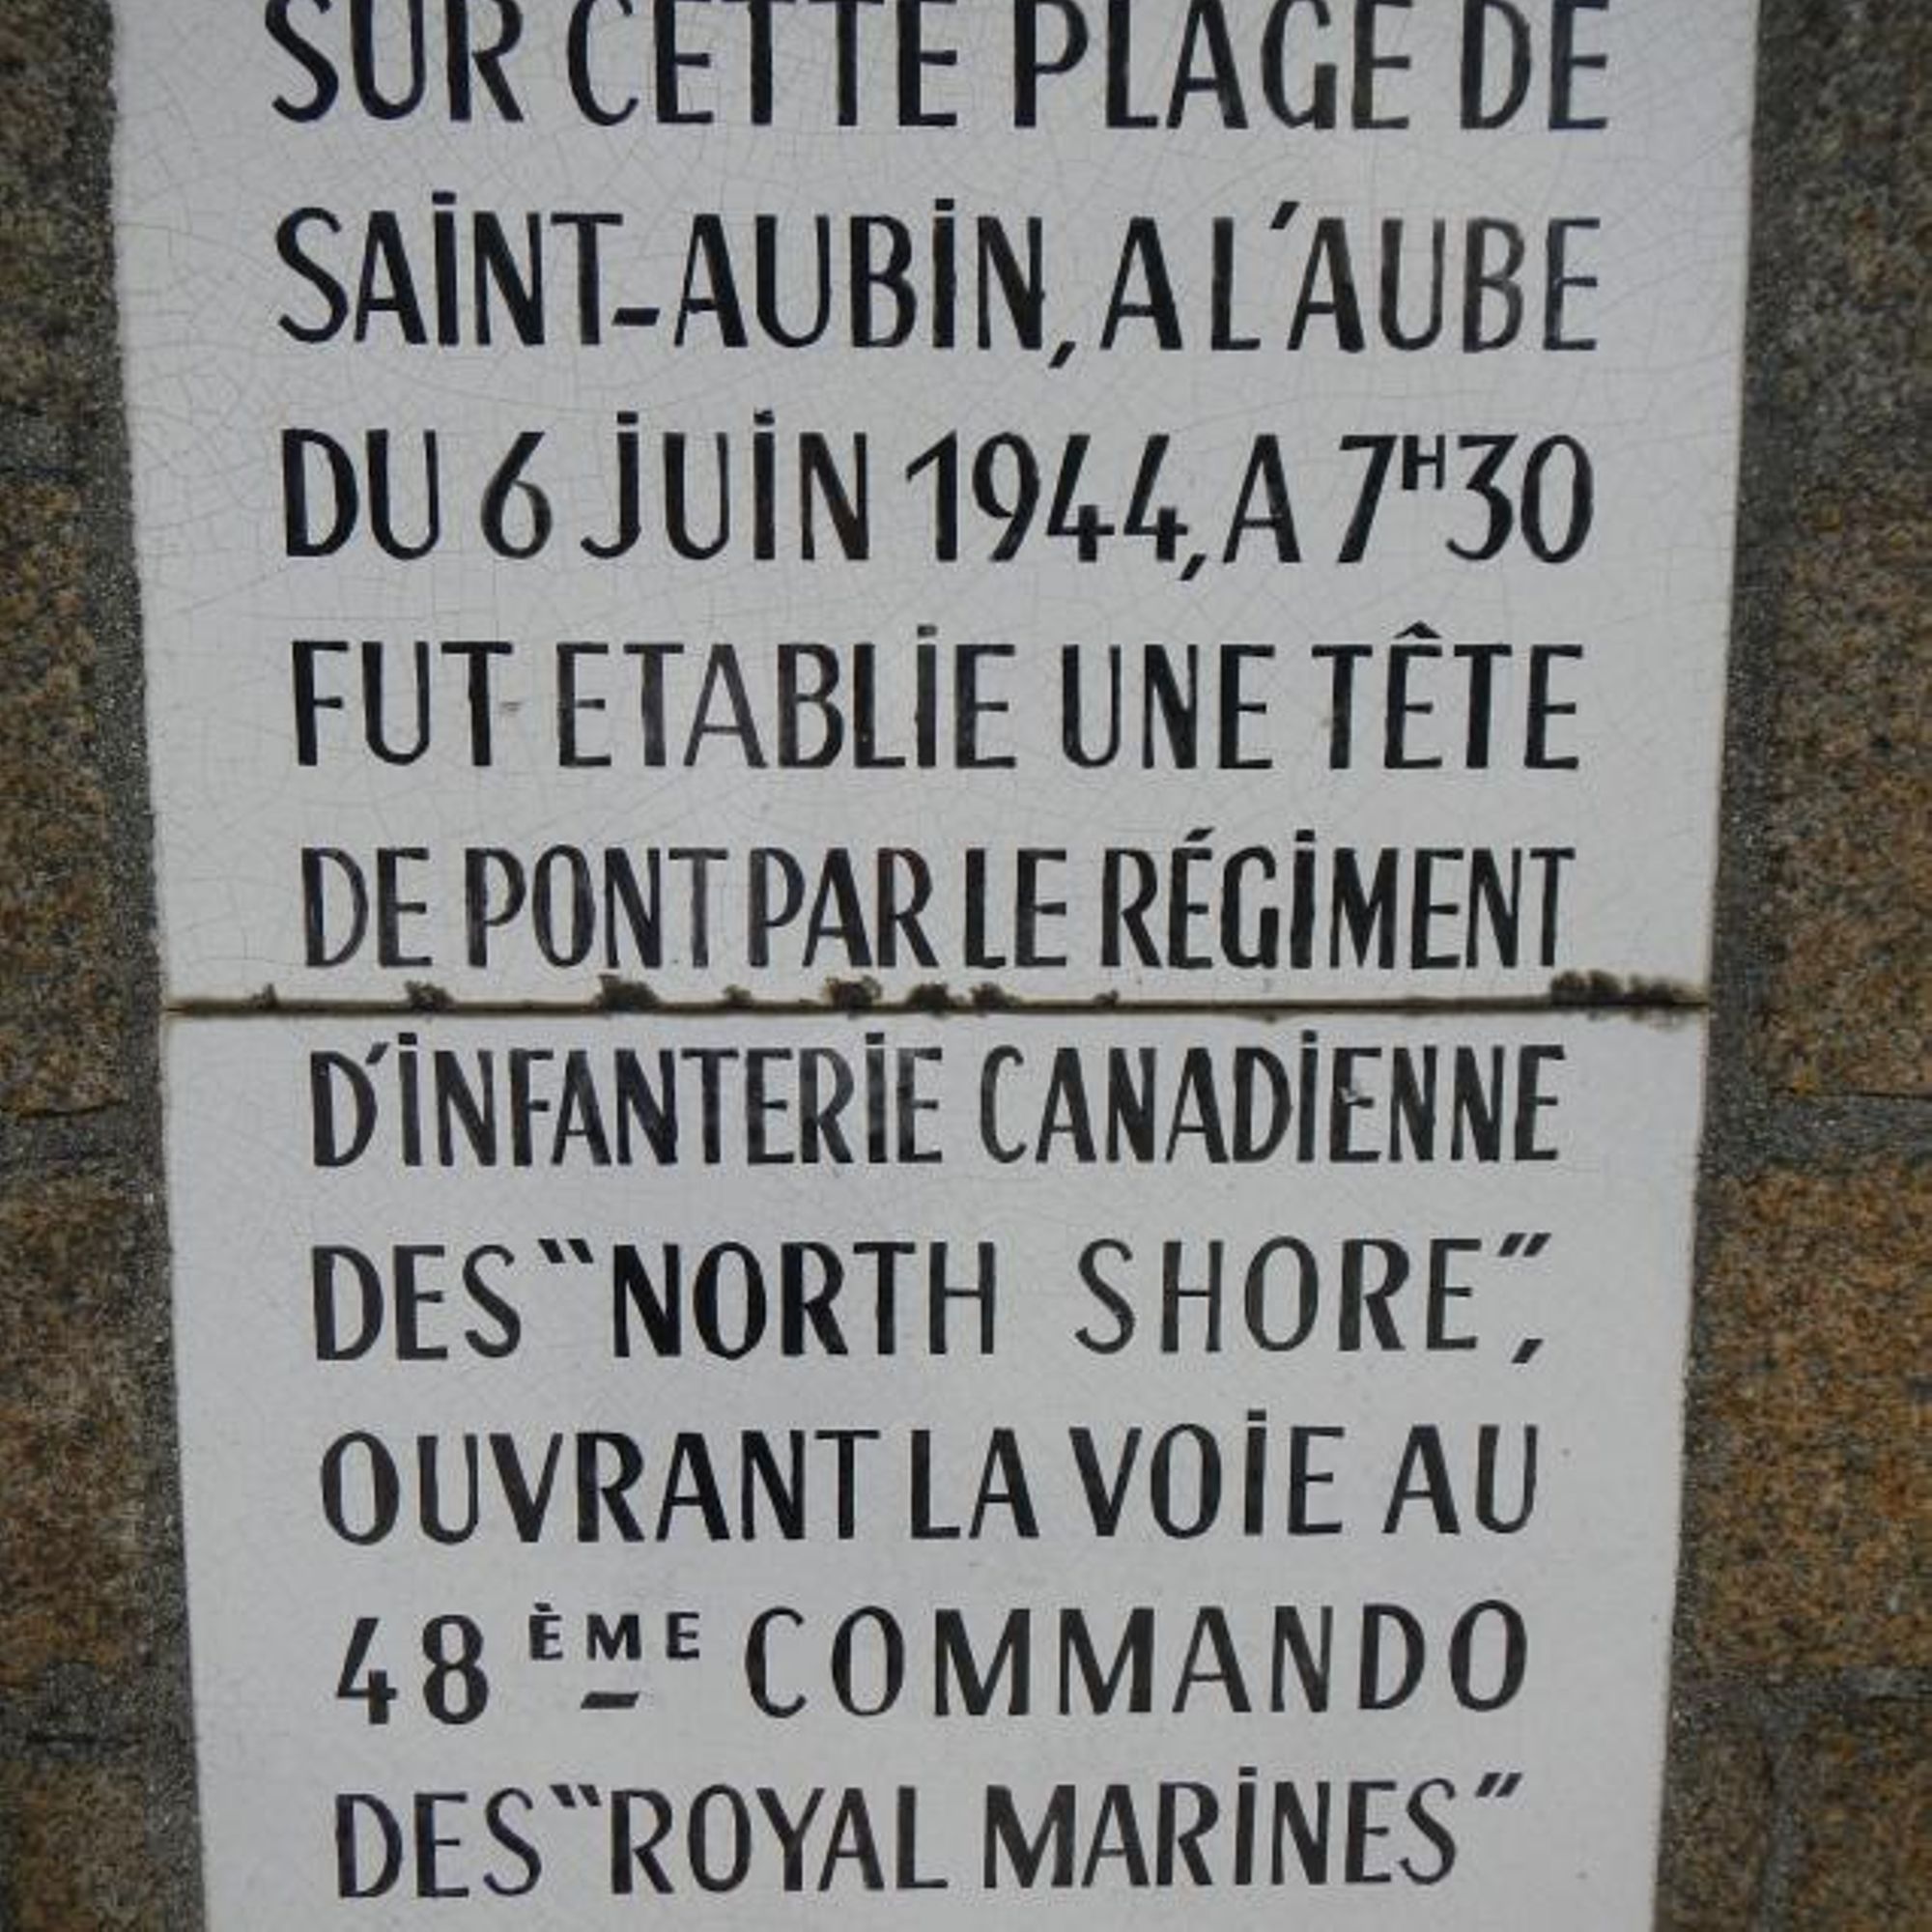 SUR CETTE PLAGE DE
SAiNT-AUBiN, A L'AUBE
DU 6 jUiN 1944, A 7H30
FUT ETABLiE UNE TÊTE
DE PONT PAR LE RÉGiMENT
D'iNFANTERiE CANADiENNE
DES "NORTH SHORE",
OUVRANT LA VOiE AU
48ÈME COMMANDO
DES "ROYAL MARiNES"